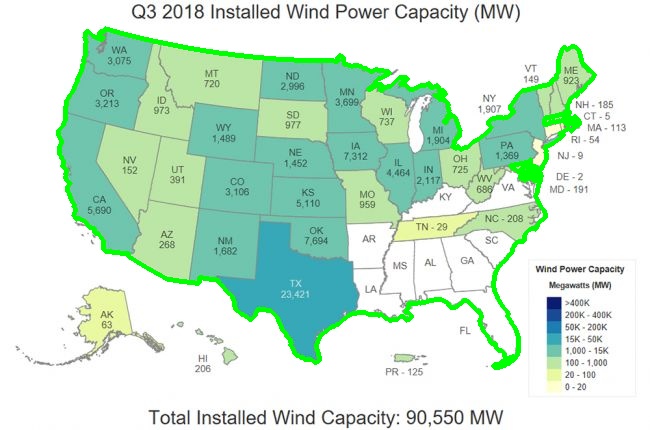 Q3 2018 Installed Wind Power Capacity (MW)
WA
3,075
OR
3,213
CA
5,690
NV
152
ID
973
MT
720
WY
1,489
UT
391
AZ
268
CO
3,106
NM
1,682
ND
2,996
SD
977
NE
1,452
KS
5,110
OK
7,694
TX
23,421
MN
3,699
IA
7,312
MO
959
AR
LA
WI
737
IL
4,464
MI
1,904
IN
2,117
OH
725
KY
TN - 29
MS
AL
GA
FL
SC
NC - 208
VA
WV
686
PA
1,369
NY
1,907
VT
149
ME
923
NH - 185
CT - 5
MA - 113
RI - 54
NJ - 9
DE - 2
MD - 191
AK
63
HI
206
PR - 125
Wind Power Capacity
Megawatts (MW)
>400K
200K - 400K
50K - 200K
15K - 50K
1,000 - 15K
100 - 1,000
20 - 100
0 - 20
Total Installed Wind Capacity: 90,550 MW